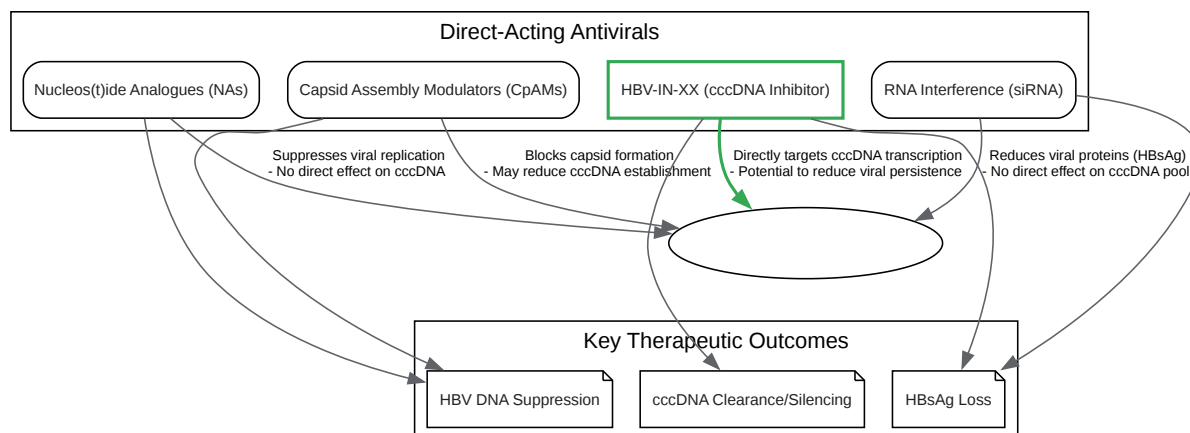 Direct-Acting Antivirals
Nucleos(t)ide Analogues (NAs)
Capsid Assembly Modulators (CpAMs)
HBV-IN-XX (cccDNA Inhibitor)
RNA Interference (siRNA)
Suppresses viral replication
- No direct effect on cccDNA
Blocks capsid formation
- May reduce cccDNA establishment
Directly targets cccDNA transcription
- Potential to reduce viral persistence
Reduces viral proteins (HBsAg)
- No direct effect on cccDNA pool
Key Therapeutic Outcomes
HBV DNA Suppression
cccDNA Clearance/Silencing
HBsAg Loss